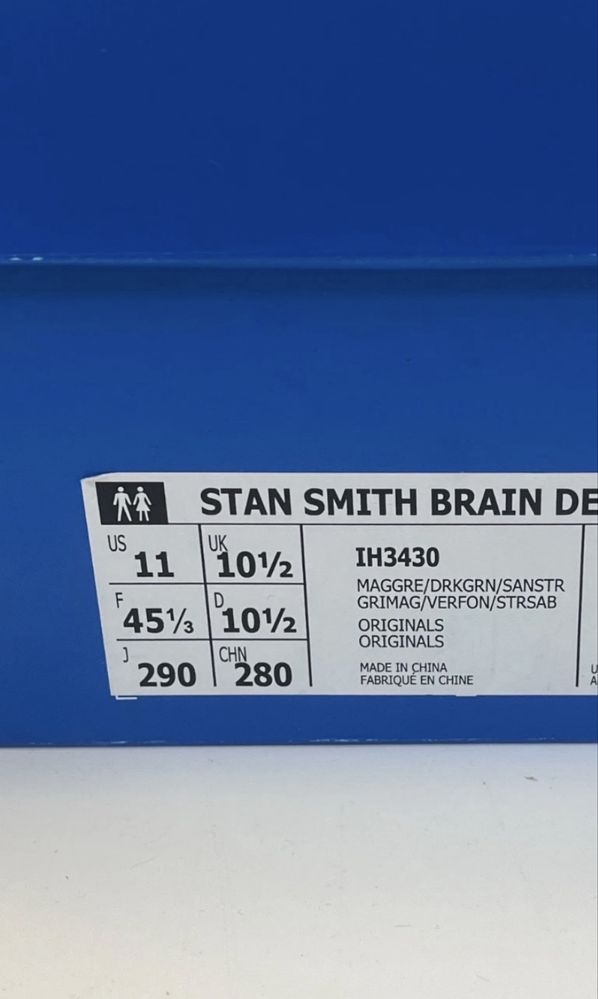 STAN SMITH BRAIN DE
US 11 UK 10½
F 45⅓ D 10½
J 290 CHN 280
IH3430
MAGGRE/DRKGRN/SANSTR
GRIMAG/VERFON/STRSAB
ORIGINALS
ORIGINALS
MADE IN CHINA
FABRIQUÉ EN CHINE
U
A